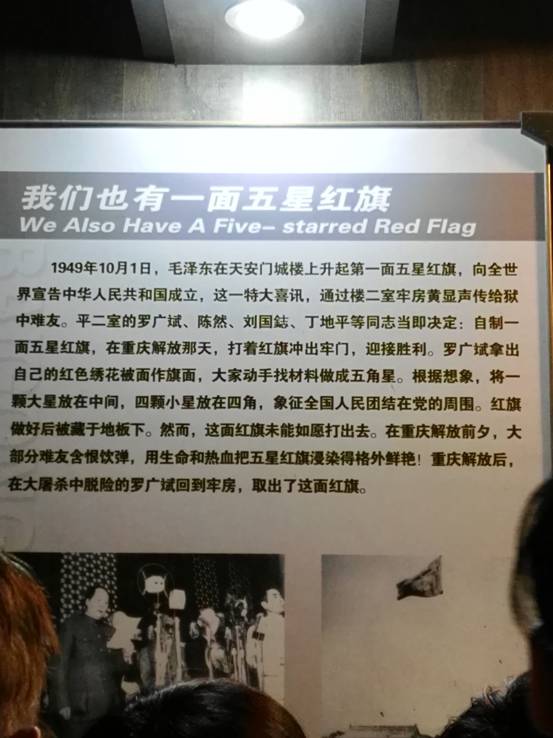 我们也有一面五星红旗
We Also Have A Five- starred Red Flag
1949年10月1日，毛泽东在天安门城楼上升起第一面五星红旗，向全世
界宣告中华人民共和国成立，这一特大喜讯，通过楼二室牢房黄显声传给狱
中难友。平二室的罗广斌、陈然、刘国鋕、丁地平等同志当即决定：自制一
面五星红旗，在重庆解放那天，打着红旗冲出牢门，迎接胜利。罗广斌拿出
自己的红色绣花被面作旗面，大家动手找材料做成五角星。根据想象，将一
颗大星放在中间，四颗小星放在四角，象征全国人民团结在党的周围。红旗
做好后被藏于地板下。然而，这面红旗未能如愿打出去。在重庆解放前夕，大
部分难友含恨饮弹，用生命和热血把五星红旗浸染得格外鲜艳！重庆解放后，
在大屠杀中脱险的罗广斌回到牢房，取出了这面红旗。